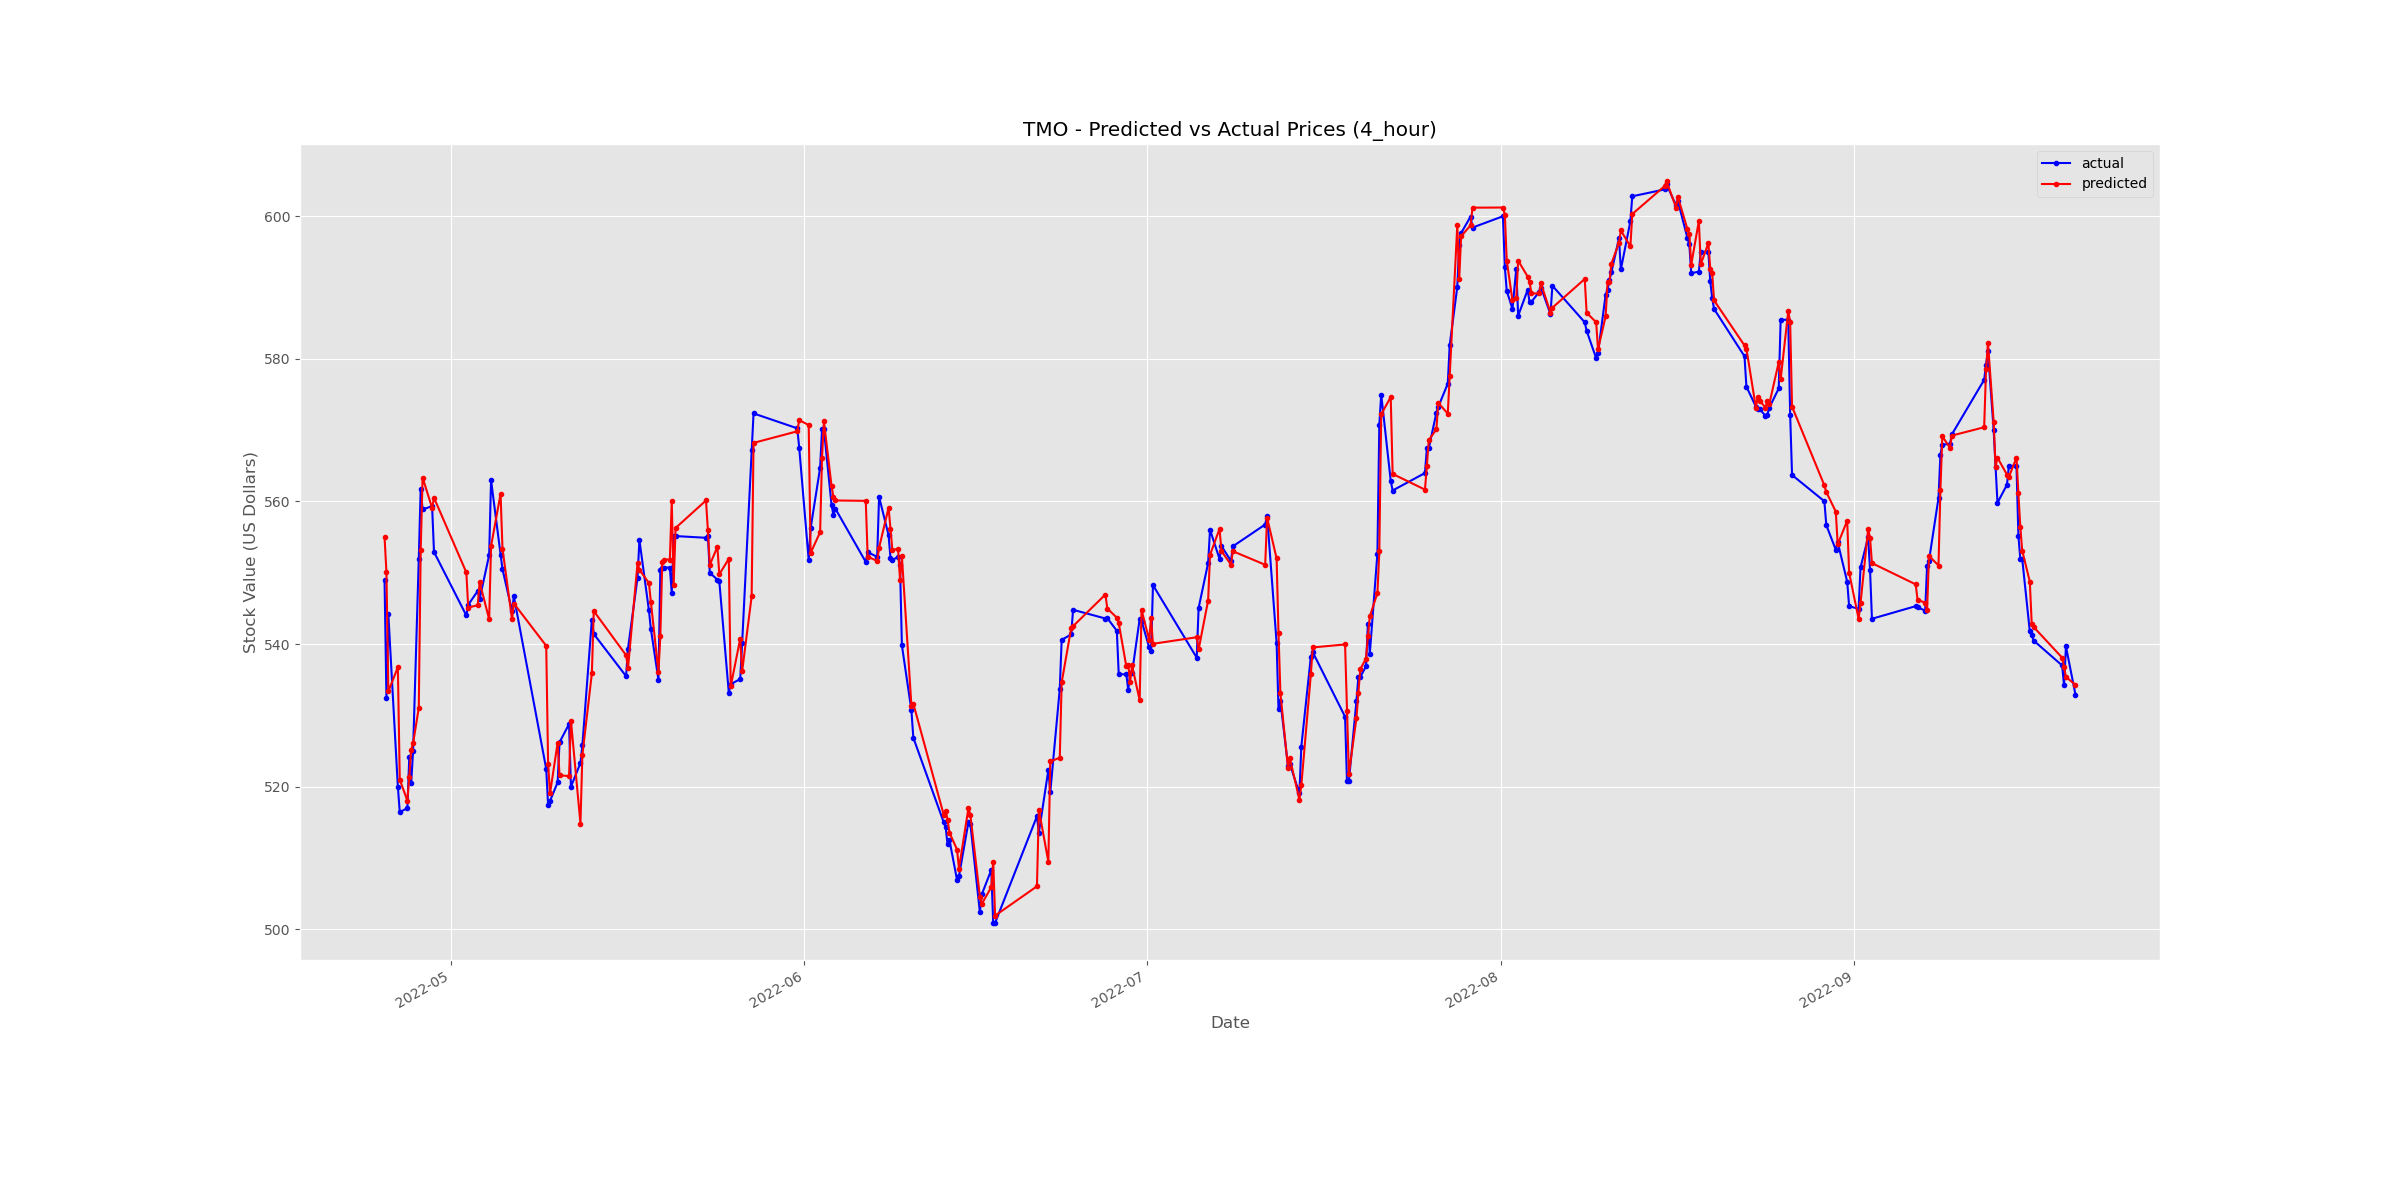 TMO - Predicted vs Actual Prices (4_hour)
actual
predicted
600
580
560
540
520
500
Stock Value (US Dollars)
2022-05
2022-06
2022-07
2022-08
2022-09
Date